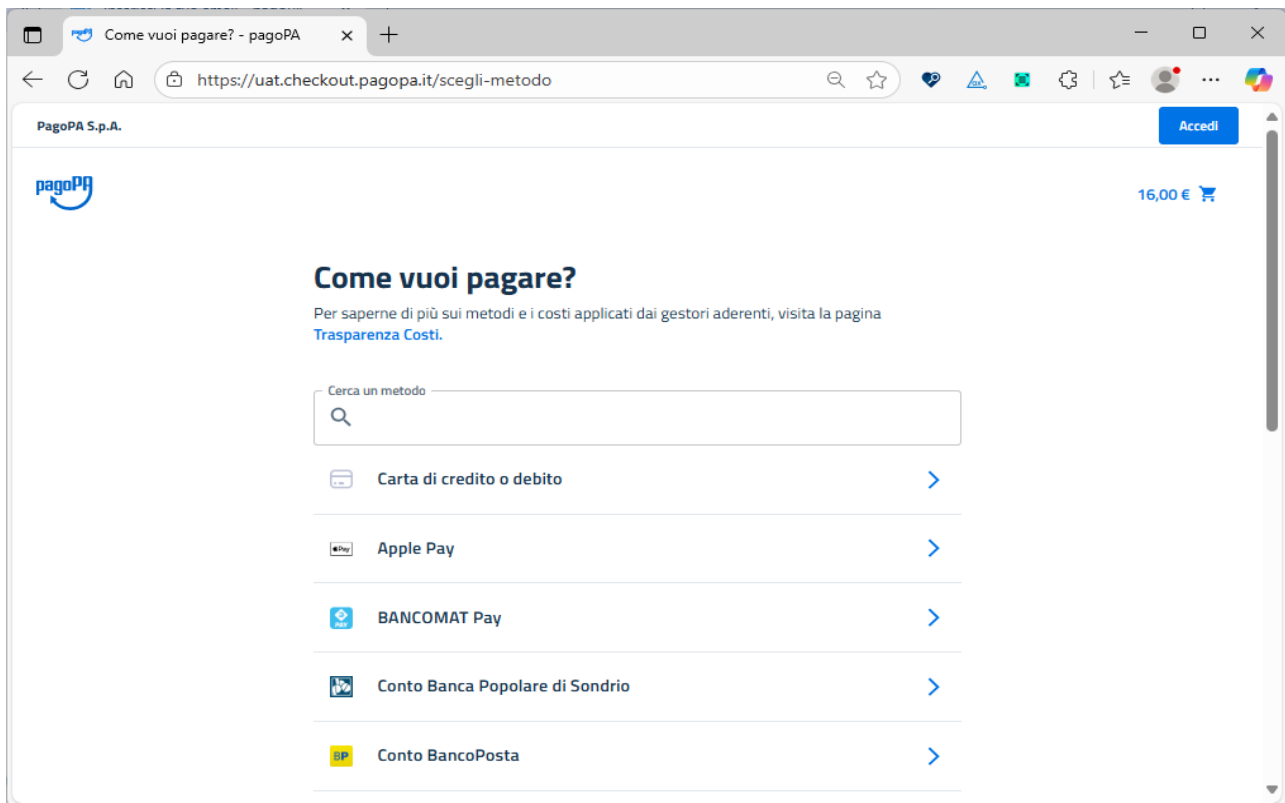 Come vuoi pagare? - pagoPA
https://uat.checkout.pagopa.it/scegli-metodo
PagoPA S.p.A.
Accedi
pagoPA
16,00 €
Come vuoi pagare?
Per saperne di più sui metodi e i costi applicati dai gestori aderenti, visita la pagina
Trasparenza Costi.
Cerca un metodo
Carta di credito o debito
Pay
Apple Pay
PAY
BANCOMAT Pay
Conto Banca Popolare di Sondrio
BP
Conto BancoPosta